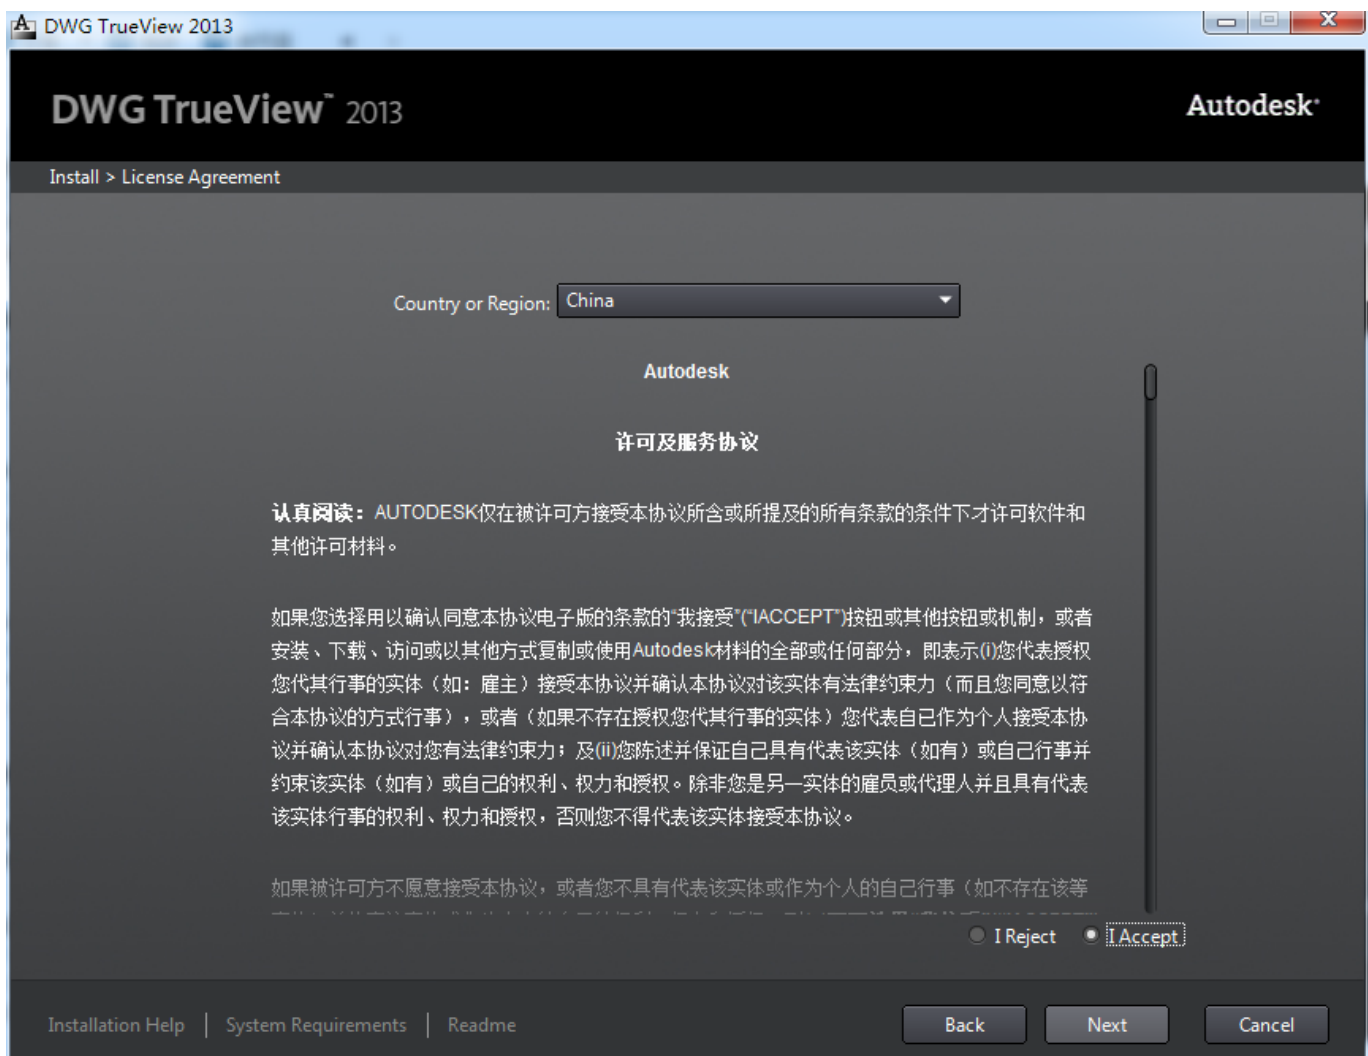 DWG TrueView 2013
DWG TrueView™ 2013
Autodesk
Install > License Agreement
Country or Region: China
Autodesk
许可及服务协议
认真阅读：AUTODESK仅在被许可方接受本协议所含或所提及的所有条款的条件下才许可软件和
其他许可材料。
如果您选择用以确认同意本协议电子版的条款的“我接受”(“IACCEPT”)按钮或其他按钮或机制，或者
安装、下载、访问或以其他方式复制或使用Autodesk材料的全部或任何部分，即表示(i)您代表授权
您代其行事的实体（如：雇主）接受本协议并确认本协议对该实体有法律约束力（而且您同意以符
合本协议的方式行事），或者（如果不存在授权您代其行事的实体）您代表自己作为个人接受本协
议并确认本协议对您有法律约束力；及(ii)您陈述并保证自己具有代表该实体（如有）或自己行事并
约束该实体（如有）或自己的权利、权力和授权。除非您是另一实体的雇员或代理人并且具有代表
该实体行事的权利、权力和授权，否则您不得代表该实体接受本协议。
如果被许可方不愿意接受本协议，或者您不具有代表该实体或作为个人的自己行事（如不存在该等
I Reject I Accept
Installation Help | System Requirements | Readme Back Next Cancel